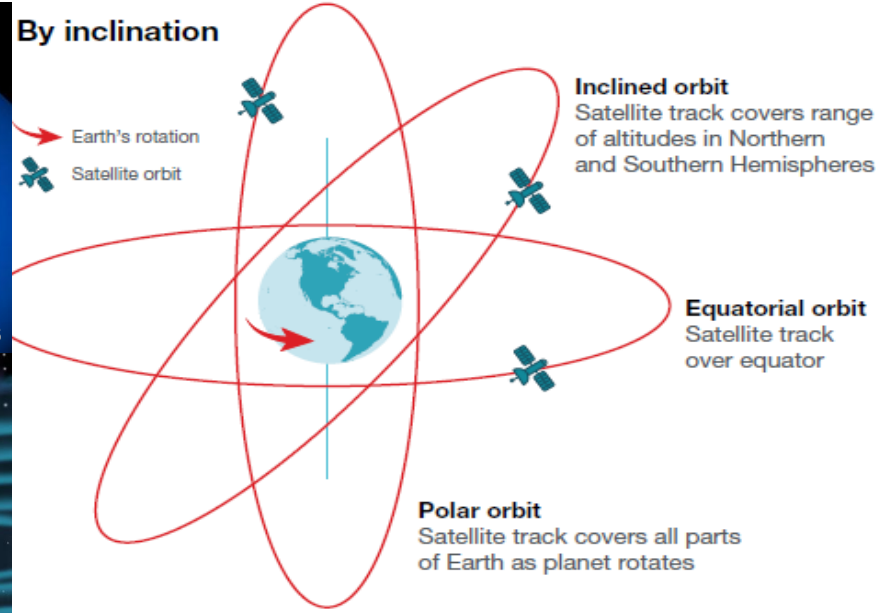 By inclination
Earth's rotation
Satellite orbit
Inclined orbit
Satellite track covers range
of altitudes in Northern
and Southern Hemispheres
Equatorial orbit
Satellite track
over equator
Polar orbit
Satellite track covers all parts
of Earth as planet rotates